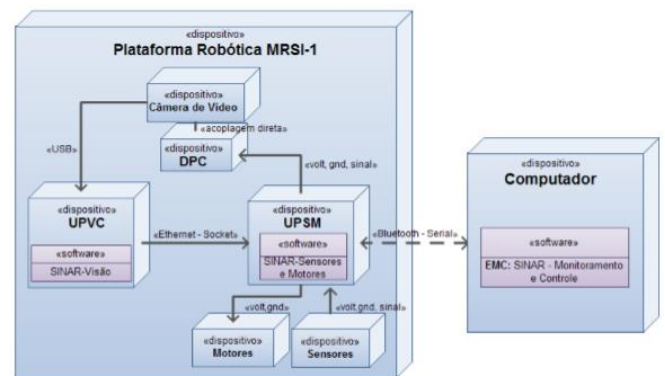 «dispositivo»
Plataforma Robótica MRSI-1
«dispositivo»
Câmera de Vídeo
«acoplagem direta»
«USB»
«dispositivo»
DPC
«volt, gnd, sinal»
«dispositivo»
UPVC
«software»
SINAR-Visão
«Ethernet - Socket»
«dispositivo»
UPSM
«software»
SINAR-Sensores
e Motores
«Bluetooth - Serial»
«volt,gnd»
«volt,gnd, sinal»
«dispositivo»
Motores
«dispositivo»
Sensores
«dispositivo»
Computador
«software»
EMC: SINAR - Monitoramento
e Controle